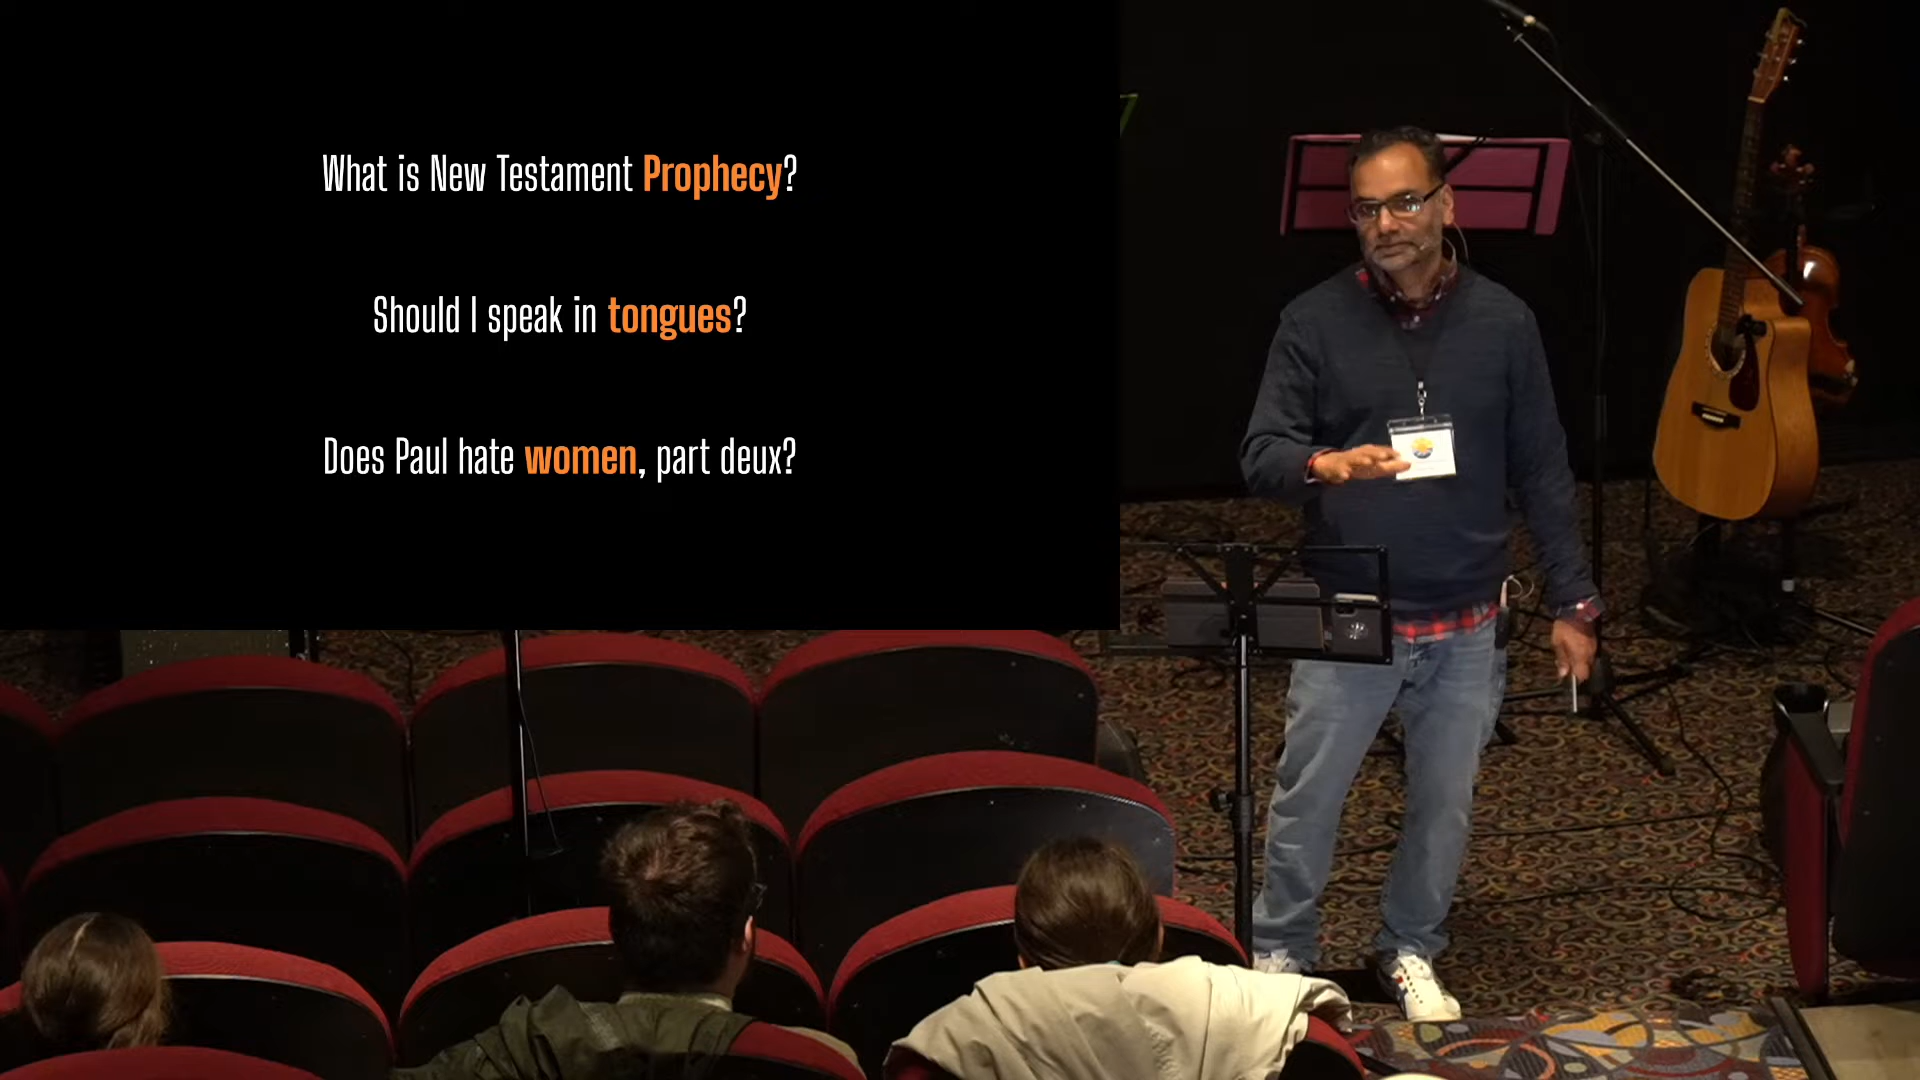 What is New Testament Prophecy?
Should I speak in tongues?
Does Paul hate women, part deux?